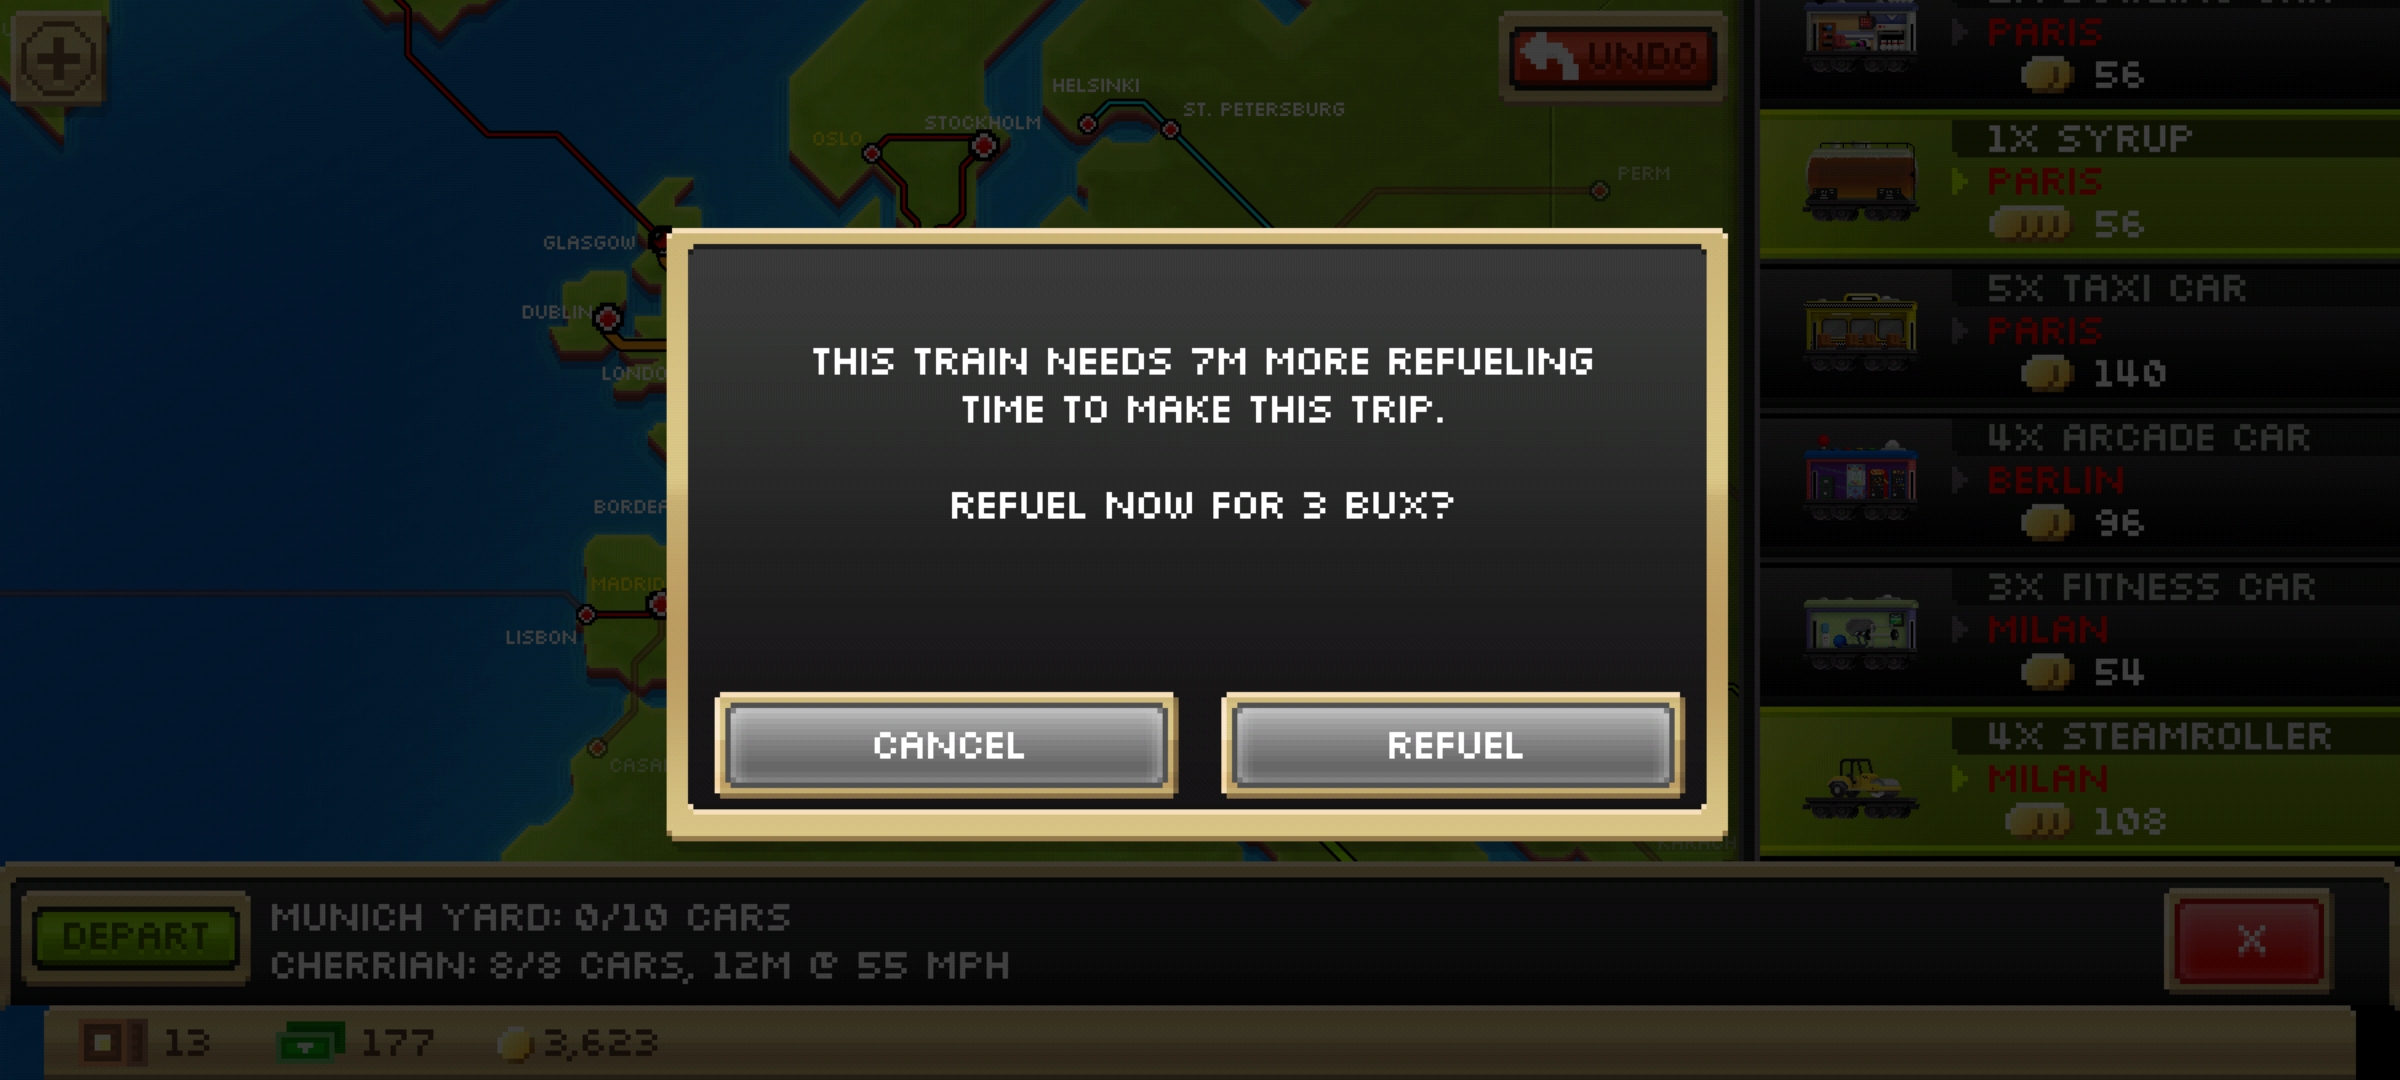 UNDO
HELSINKI
ST. PETERSBURG
STOCKHOLM
OSLO
PERM
GLASGOW
DUBLIN
MADRID
LISBON
THIS TRAIN NEEDS 7M MORE REFUELING
TIME TO MAKE THIS TRIP.
REFUEL NOW FOR 3 BUX?
CANCEL
REFUEL
PARIS
56
1X SYRUP
PARIS
56
5X TAXI CAR
PARIS
140
4X ARCADE CAR
BERLIN
96
3X FITNESS CAR
MILAN
54
4X STEAMROLLER
MILAN
108
DEPART
MUNICH YARD: 0/10 CARS
CHERRIAN: 8/8 CARS, 12M @ 55 MPH
X
13
177
3,623